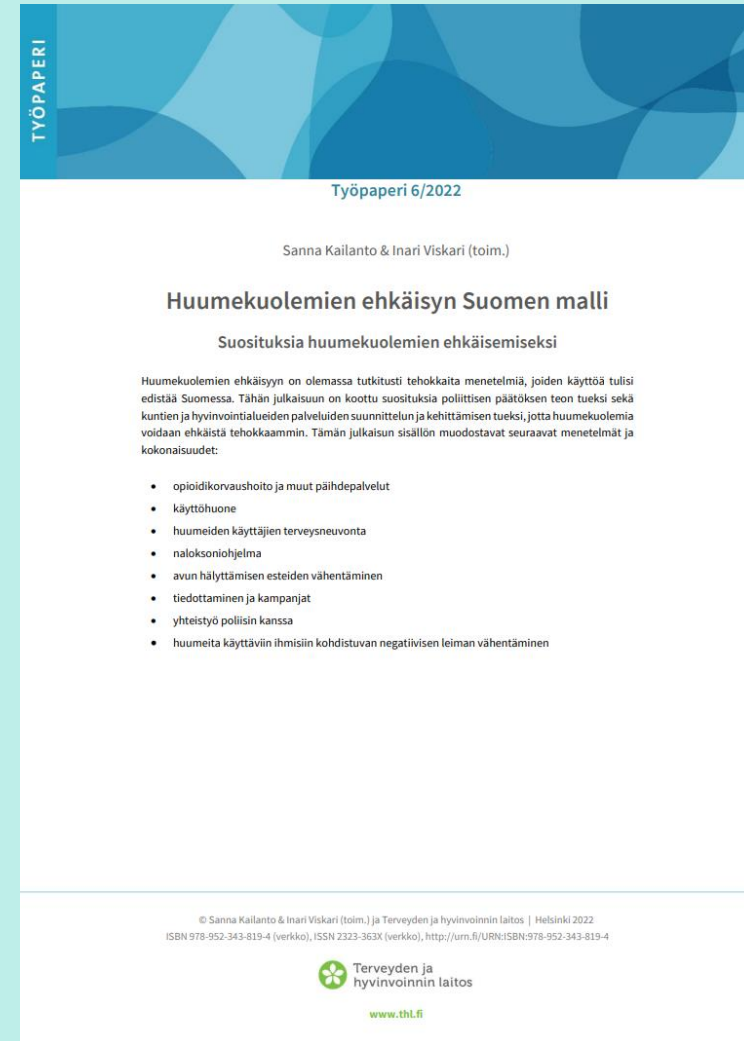 TYÖPAPERI
Työpaperi 6/2022
Sanna Kailanto & Inari Viskari (toim.)
Huumekuolemien ehkäisyn Suomen malli
Suosituksia huumekuolemien ehkäisemiseksi
Huumekuolemien ehkäisyyn on olemassa tutkitusti tehokkaita menetelmiä, joiden käyttöä tulisi
edistää Suomessa. Tähän julkaisuun on koottu suosituksia poliittisen päätöksen teon tueksi sekä
kuntien ja hyvinvointialueiden palveluiden suunnittelun ja kehittämisen tueksi, jotta huumekuolemia
voidaan ehkäistä tehokkaammin. Tämän julkaisun sisällön muodostavat seuraavat menetelmät ja
kokonaisuudet:
• opioidikorvaushoito ja muut päihdepalvelut
• käyttöhuone
• huumeiden käyttäjien terveysneuvonta
• naloksoniohjelma
• avun hälyttämisen esteiden vähentäminen
• tiedottaminen ja kampanjat
• yhteistyö poliisin kanssa
• huumeita käyttäviin ihmisiin kohdistuvan negatiivisen leiman vähentäminen
© Sanna Kailanto & Inari Viskari (toim.) ja Terveyden ja hyvinvoinnin laitos | Helsinki 2022
ISBN 978-952-343-819-4 (verkko), ISSN 2323-363X (verkko), http://urn.fi/URN:ISBN:978-952-343-819-4
Terveyden ja
hyvinvoinnin laitos
www.thl.fi